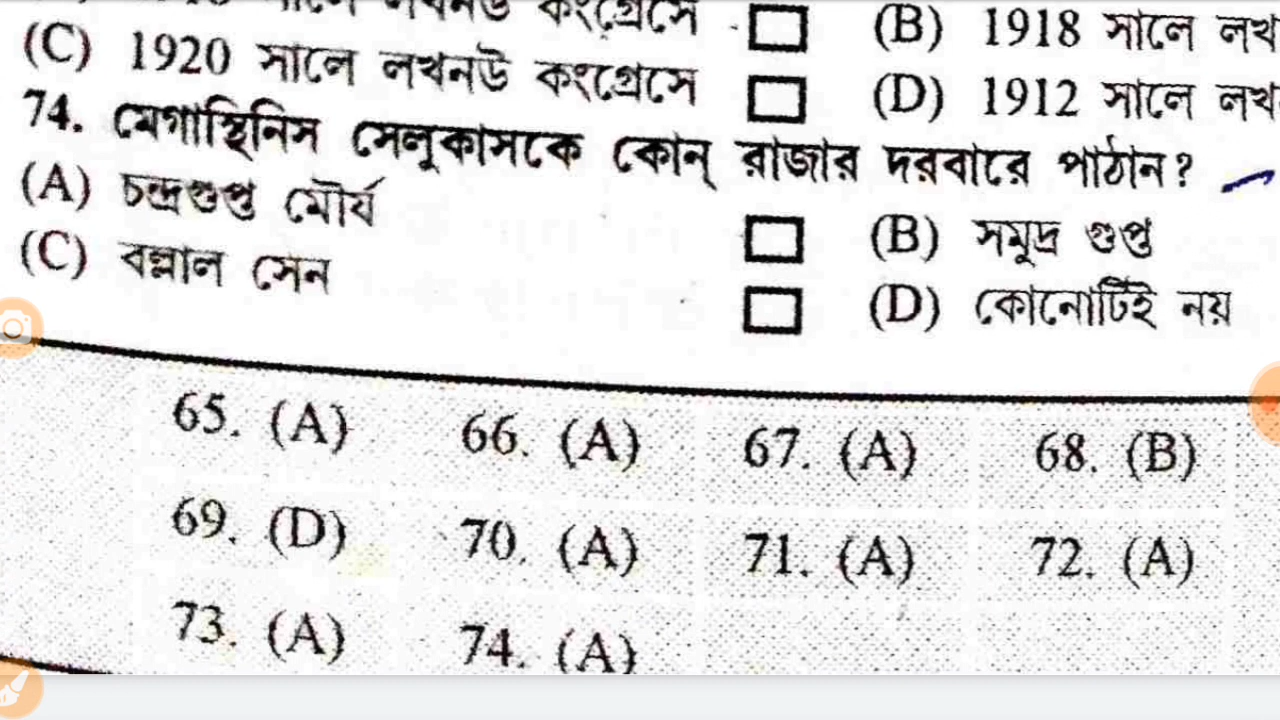 কংগ্রেসে (B) 1918 সালে লখ
(C) 1920 সালে লখনউ কংগ্রেসে (D) 1912 সালে লখ
74. মেগাস্থিনিস সেলুকাসকে কোন্ রাজার দরবারে পাঠান?
(A) চন্দ্রগুপ্ত মৌর্য (B) সমুদ্র গুপ্ত
(C) বল্লাল সেন (D) কোনোটিই নয়
65. (A) 66. (A) 67. (A) 68. (B)
69. (D) 70. (A) 71. (A) 72. (A)
73. (A) 74. (A)